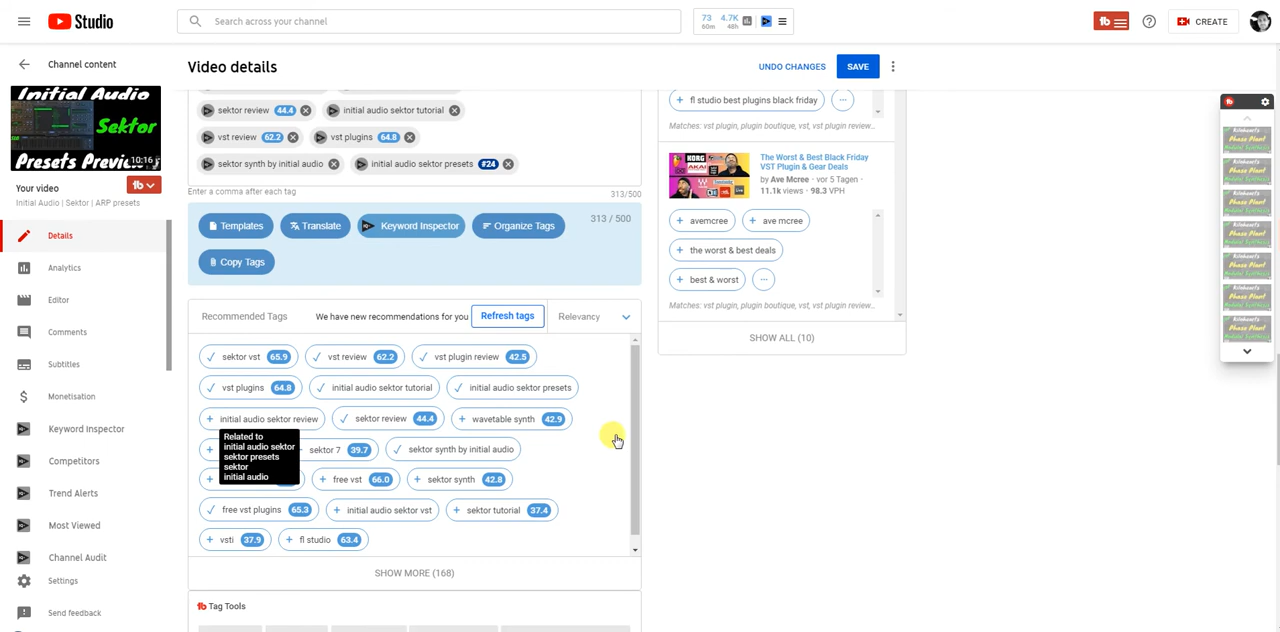 Studio
Search across your channel
73 4.7K
60m 48h
tb
CREATE
Channel content
Video details
UNDO CHANGES
SAVE
Initial Audio
Sektor
Presets Preview
10:16
Your video
tb
Initial Audio | Sektor | ARP presets
Details
Analytics
Editor
Comments
Subtitles
Monetisation
Keyword Inspector
Competitors
Trend Alerts
Most Viewed
Channel Audit
Settings
Send feedback
sektor review 44.4 initial audio sektor tutorial
vst review 62.2 vst plugins 64.8
sektor synth by initial audio initial audio sektor presets #24
Enter a comma after each tag
313/500
Templates Translate Keyword Inspector Organize Tags
313 / 500
Copy Tags
Recommended Tags We have new recommendations for you Refresh tags Relevancy
sektor vst 65.9 vst review 62.2 vst plugin review 42.5
vst plugins 64.8 initial audio sektor tutorial initial audio sektor presets
+ initial audio sektor review sektor review 44.4 + wavetable synth 42.9
Related to
initial audio sektor
sektor presets
sektor
initial audio
+ sektor 7 39.7 sektor synth by initial audio
+ + free vst 66.0 + sektor synth 42.8
free vst plugins 65.3 + initial audio sektor vst + sektor tutorial 37.4
+ vsti 37.9 + fl studio 63.4
SHOW MORE (168)
tb Tag Tools
+ fl studio best plugins black friday ...
Matches: vst plugin, plugin boutique, vst, vst plugin review...
The Worst & Best Black Friday
VST Plugin & Gear Deals
by Ave Mcree - vor 5 Tagen -
11.1k views - 98.3 VPH
+ avemcree + ave mcree
+ the worst & best deals
+ best & worst ...
Matches: vst plugin, plugin boutique, vst, vst plugin review...
SHOW ALL (10)